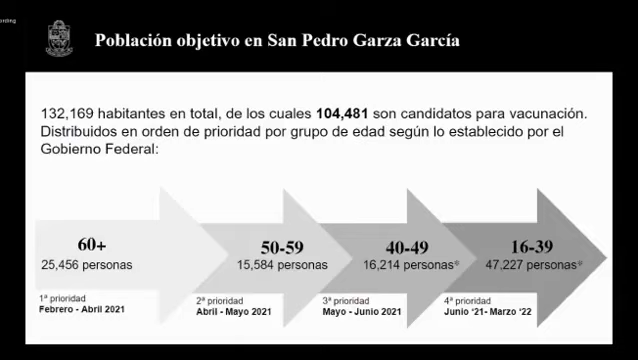 ording
Población objetivo en San Pedro Garza García
132,169 habitantes en total, de los cuales 104,481 son candidatos para vacunación.
Distribuidos en orden de prioridad por grupo de edad según lo establecido por el
Gobierno Federal:
60+
25,456 personas
1ª prioridad
Febrero - Abril 2021
50-59
15,584 personas
2ª prioridad
Abril - Mayo 2021
40-49
16,214 personas*
3ª prioridad
Mayo - Junio 2021
16-39
47,227 personas*
4ª prioridad
Junio ‘21- Marzo ‘22